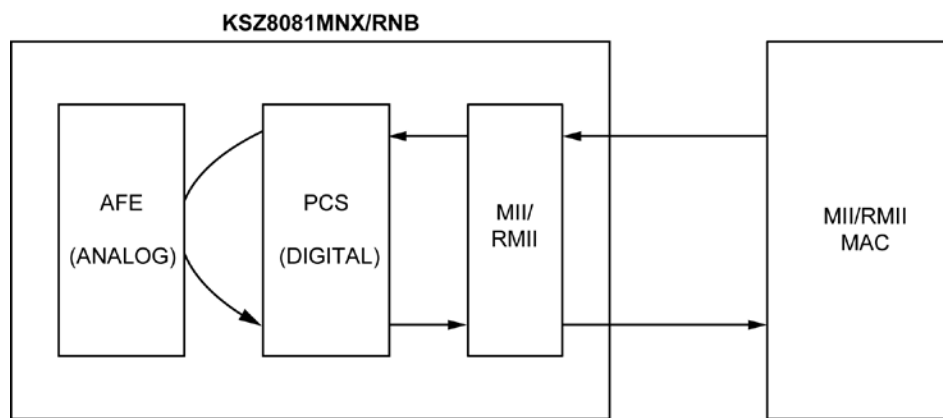 KSZ8081MNX/RNB
AFE
(ANALOG)
PCS
(DIGITAL)
MII/
RMII
MII/RMII
MAC